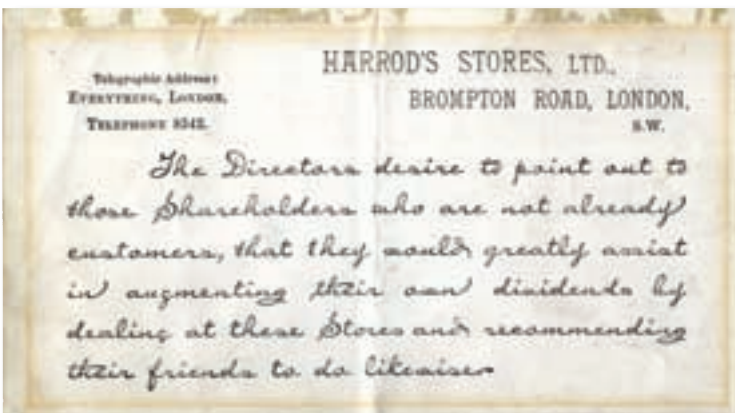 HARROD'S STORES, LTD.,
BROMPTON ROAD, LONDON,
S.W.
Telegraphic Address:
EVERYTHING, LONDON.
TELEPHONE 8542.
The Directors desire to point out to
those Shareholders who are not already
customers, that they would greatly assist
in augmenting their own dividends by
dealing at these Stores and recommending
their friends to do likewise.